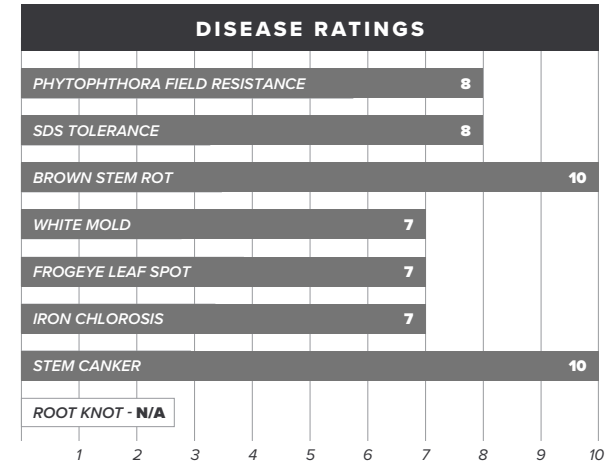 DISEASE RATINGS
PHYTOPHTHORA FIELD RESISTANCE 8
SDS TOLERANCE 8
BROWN STEM ROT 10
WHITE MOLD 7
FROGEYE LEAF SPOT 7
IRON CHLOROSIS 7
STEM CANKER 10
ROOT KNOT - N/A
1 2 3 4 5 6 7 8 9 10